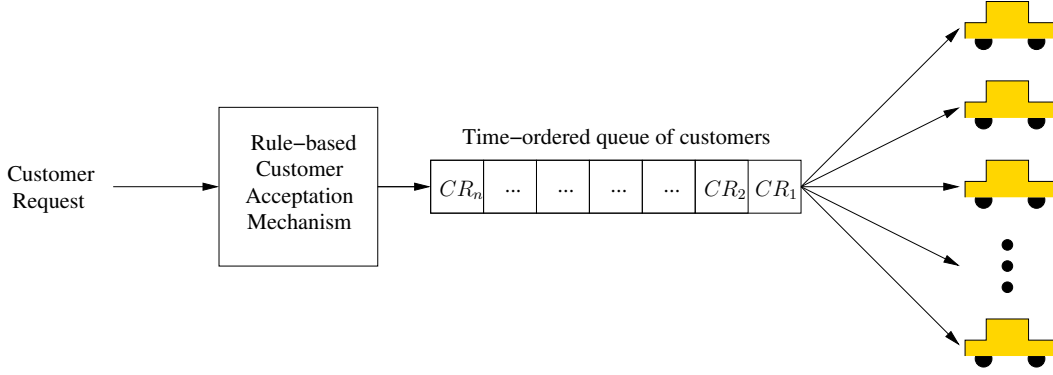 Customer
Request
Rule−based
Customer
Acceptation
Mechanism
Time−ordered queue of customers
CRₙ ... ... ... ... CR₂ CR₁